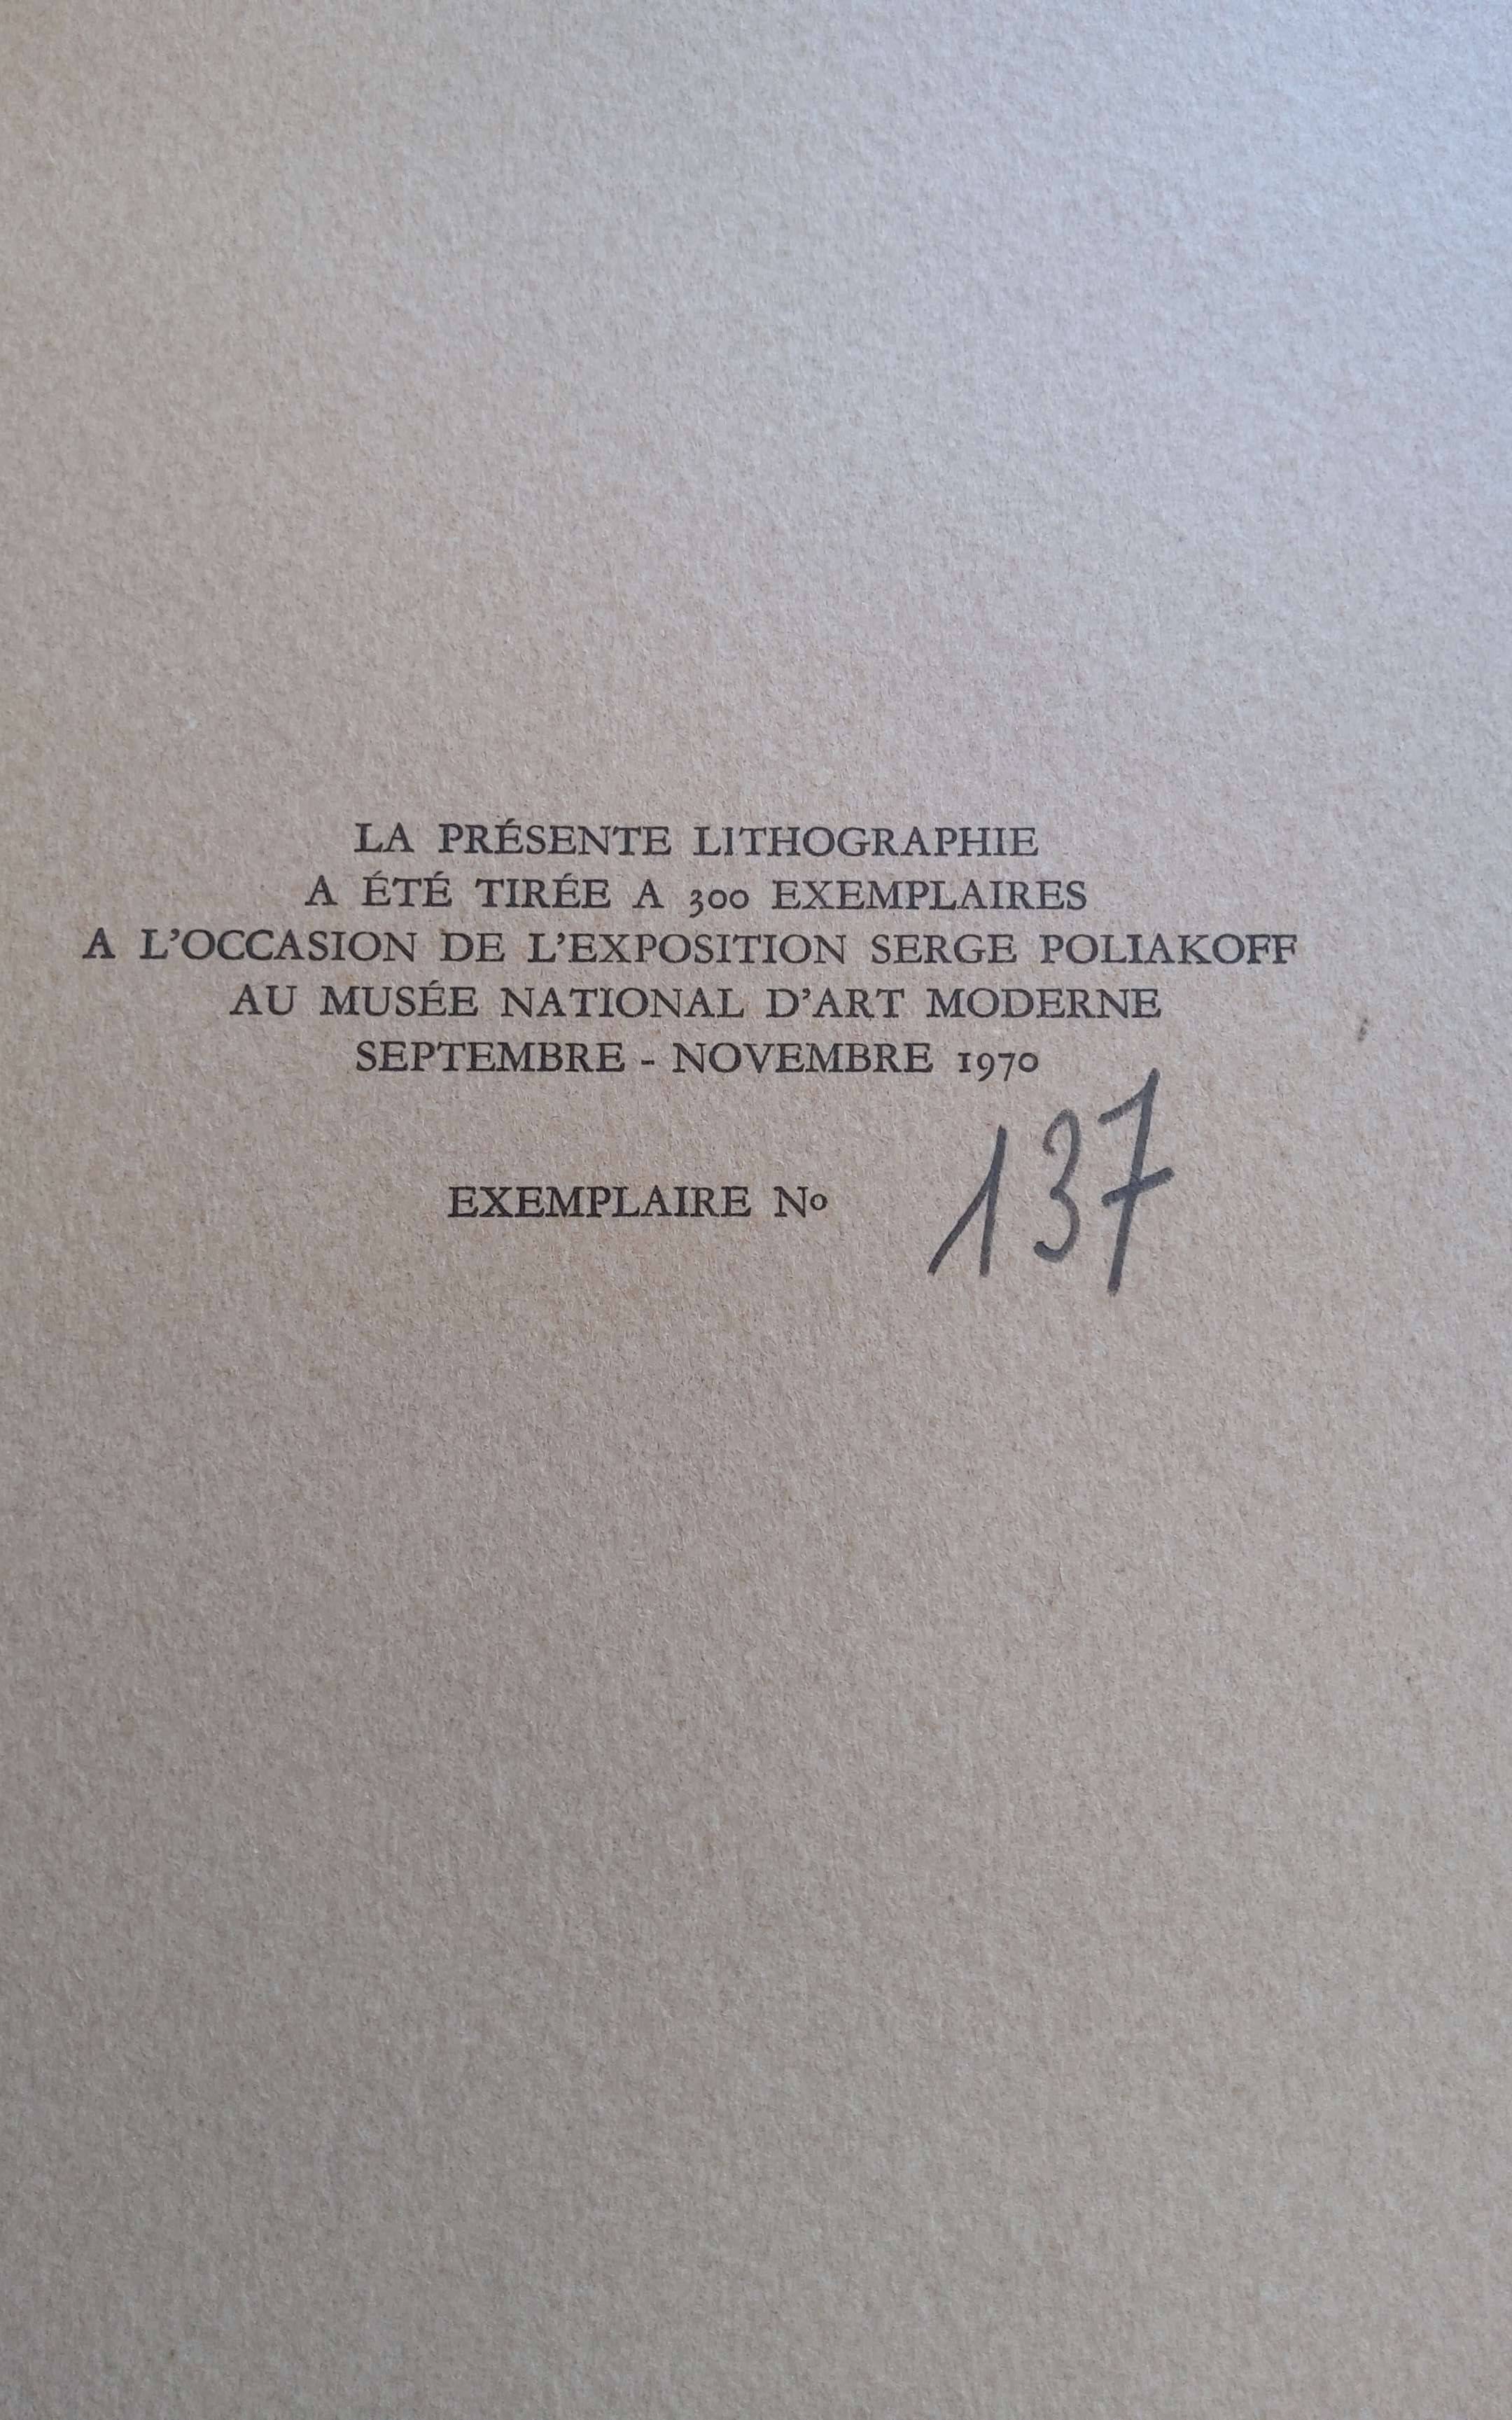 LA PRÉSENTE LITHOGRAPHIE
A ÉTÉ TIRÉE A 300 EXEMPLAIRES
A L'OCCASION DE L'EXPOSITION SERGE POLIAKOFF
AU MUSÉE NATIONAL D'ART MODERNE
SEPTEMBRE - NOVEMBRE 1970
EXEMPLAIRE No 137